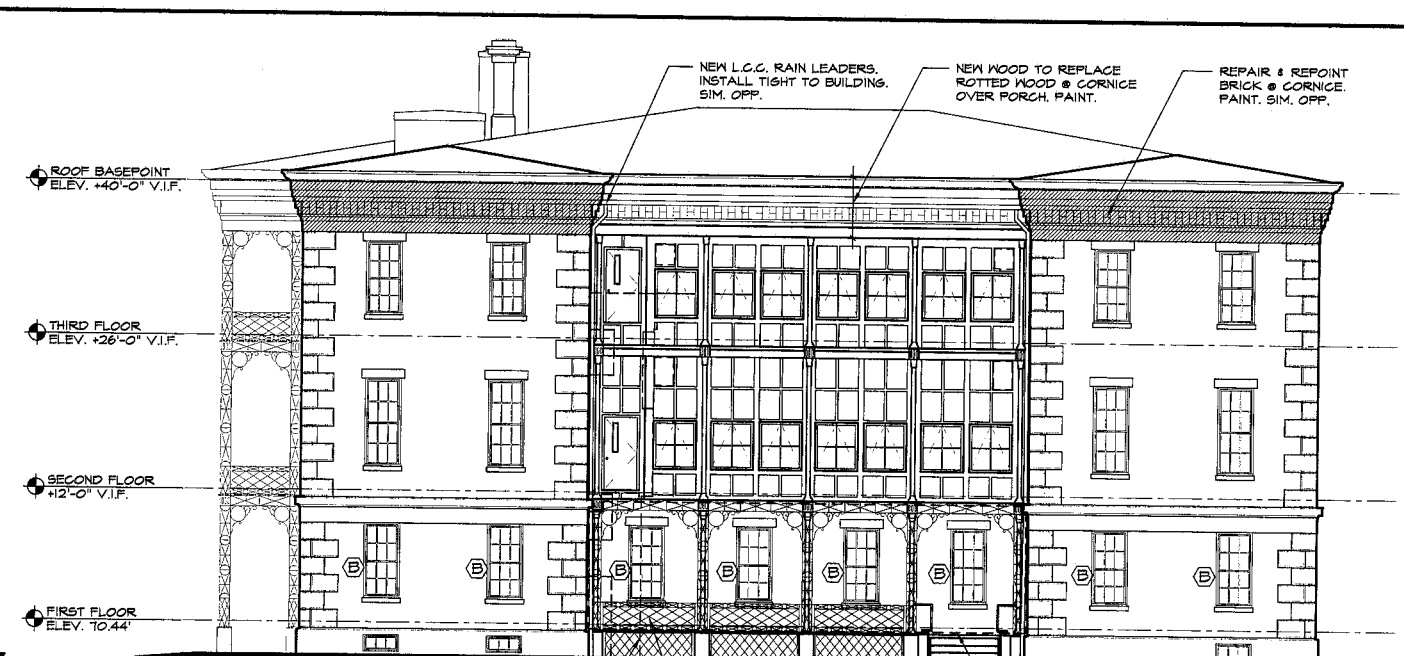 NEW L.C.C. RAIN LEADERS.
INSTALL TIGHT TO BUILDING.
SIM. OPP.
NEW WOOD TO REPLACE
ROTTED WOOD @ CORNICE
OVER PORCH. PAINT.
REPAIR & REPOINT
BRICK @ CORNICE.
PAINT. SIM. OPP.
ROOF BASEPOINT
ELEV. +40'-0" V.I.F.
THIRD FLOOR
ELEV. +26'-0" V.I.F.
SECOND FLOOR
+12'-0" V.I.F.
B B B B B B B B
FIRST FLOOR
ELEV. 70.44'